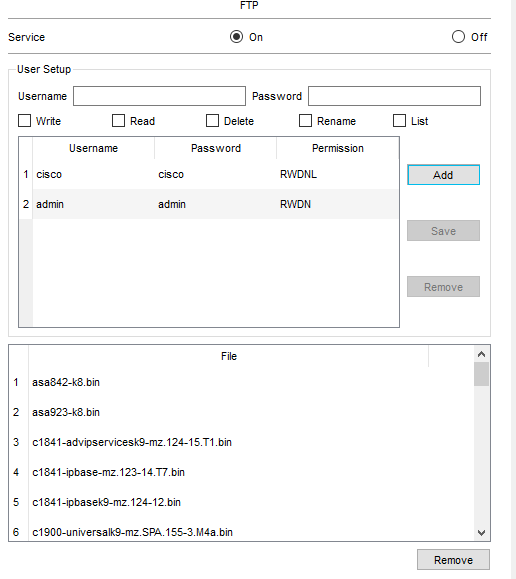 FTP
Service On Off
User Setup
Username Password
Write Read Delete Rename List
Username Password Permission
1 cisco cisco RWDNL
2 admin admin RWDN
Add
Save
Remove
File
1 asa842-k8.bin
2 asa923-k8.bin
3 c1841-advipservicesk9-mz.124-15.T1.bin
4 c1841-ipbase-mz.123-14.T7.bin
5 c1841-ipbasek9-mz.124-12.bin
6 c1900-universalk9-mz.SPA.155-3.M4a.bin
Remove